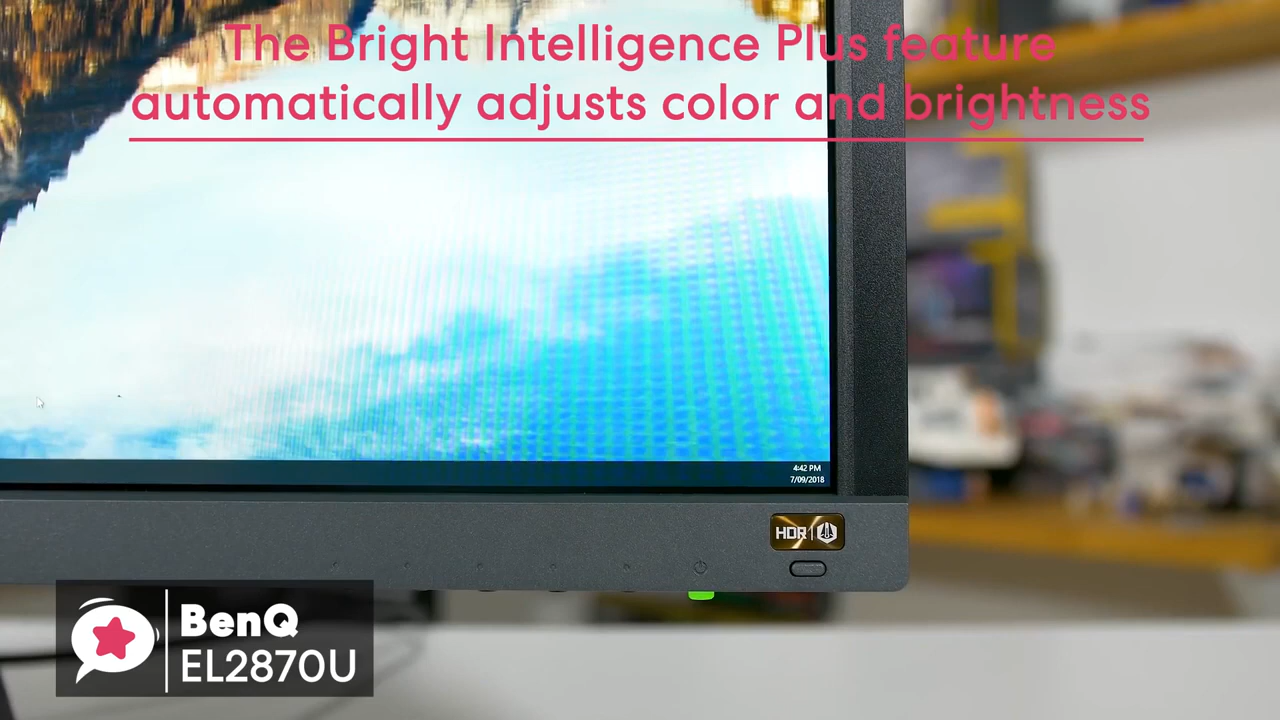 The Bright Intelligence Plus feature
automatically adjusts color and brightness
4:42 PM
7/09/2018
HDR
BenQ
EL2870U